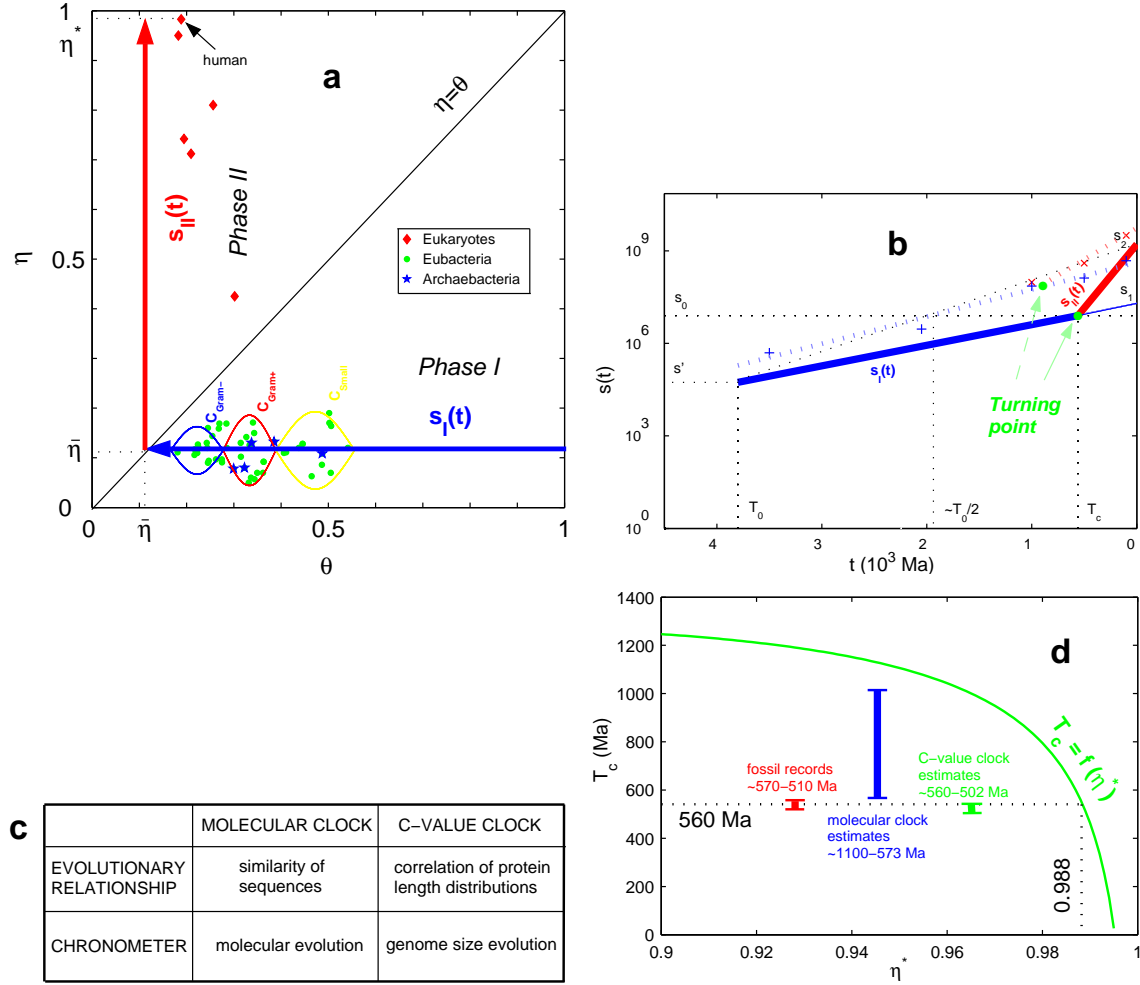 a
1
η*
0.5
η
η̄
0
0
η̄
0.5
1
θ
human
η=θ
Phase II
s_II(t)
Eukaryotes
Eubacteria
Archaebacteria
Phase I
s_I(t)
C_Gram−
C_Gram+
C_Small
b
10^9
10^6
10^3
10^0
s_0
s'
s(t)
s_2
s_1
s_II(t)
s_I(t)
Turning
point
T_0
~T_0/2
T_c
4
3
2
1
0
t (10^3 Ma)
c
MOLECULAR CLOCK
C−VALUE CLOCK
EVOLUTIONARY
RELATIONSHIP
similarity of
sequences
correlation of protein
length distributions
CHRONOMETER
molecular evolution
genome size evolution
d
1400
1200
1000
800
600
400
200
0
T_c (Ma)
0.9
0.92
0.94
0.96
0.98
1
η*
T_c = f(η*)
fossil records
~570−510 Ma
C−value clock
estimates
~560−502 Ma
molecular clock
estimates
~1100−573 Ma
560 Ma
0.988